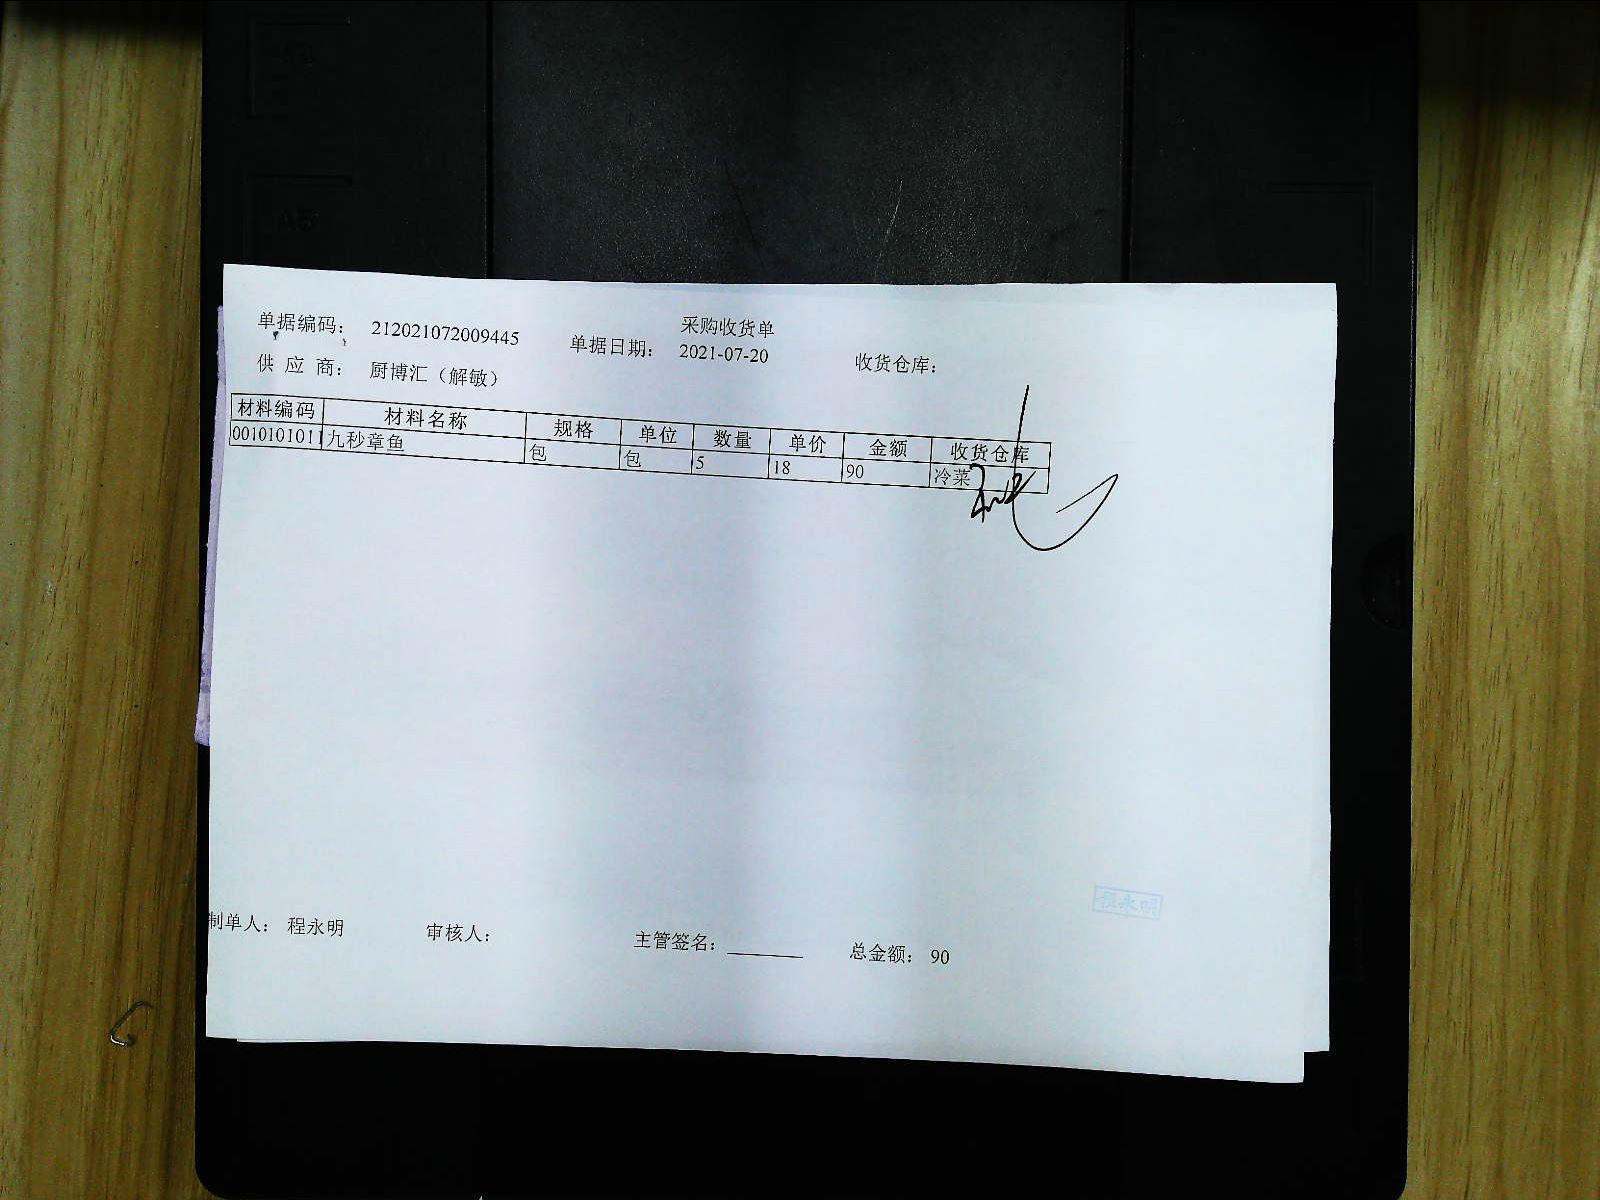 采购收货单
单据编码： 212021072009445 单据日期： 2021-07-20 收货仓库：
供 应 商： 厨博汇（解敏）
材料编码 材料名称 规格 单位 数量 单价 金额 收货仓库
0010101011 九秒章鱼 包 包 5 18 90 冷菜
程永明
制单人： 程永明 审核人： 主管签名： 总金额： 90